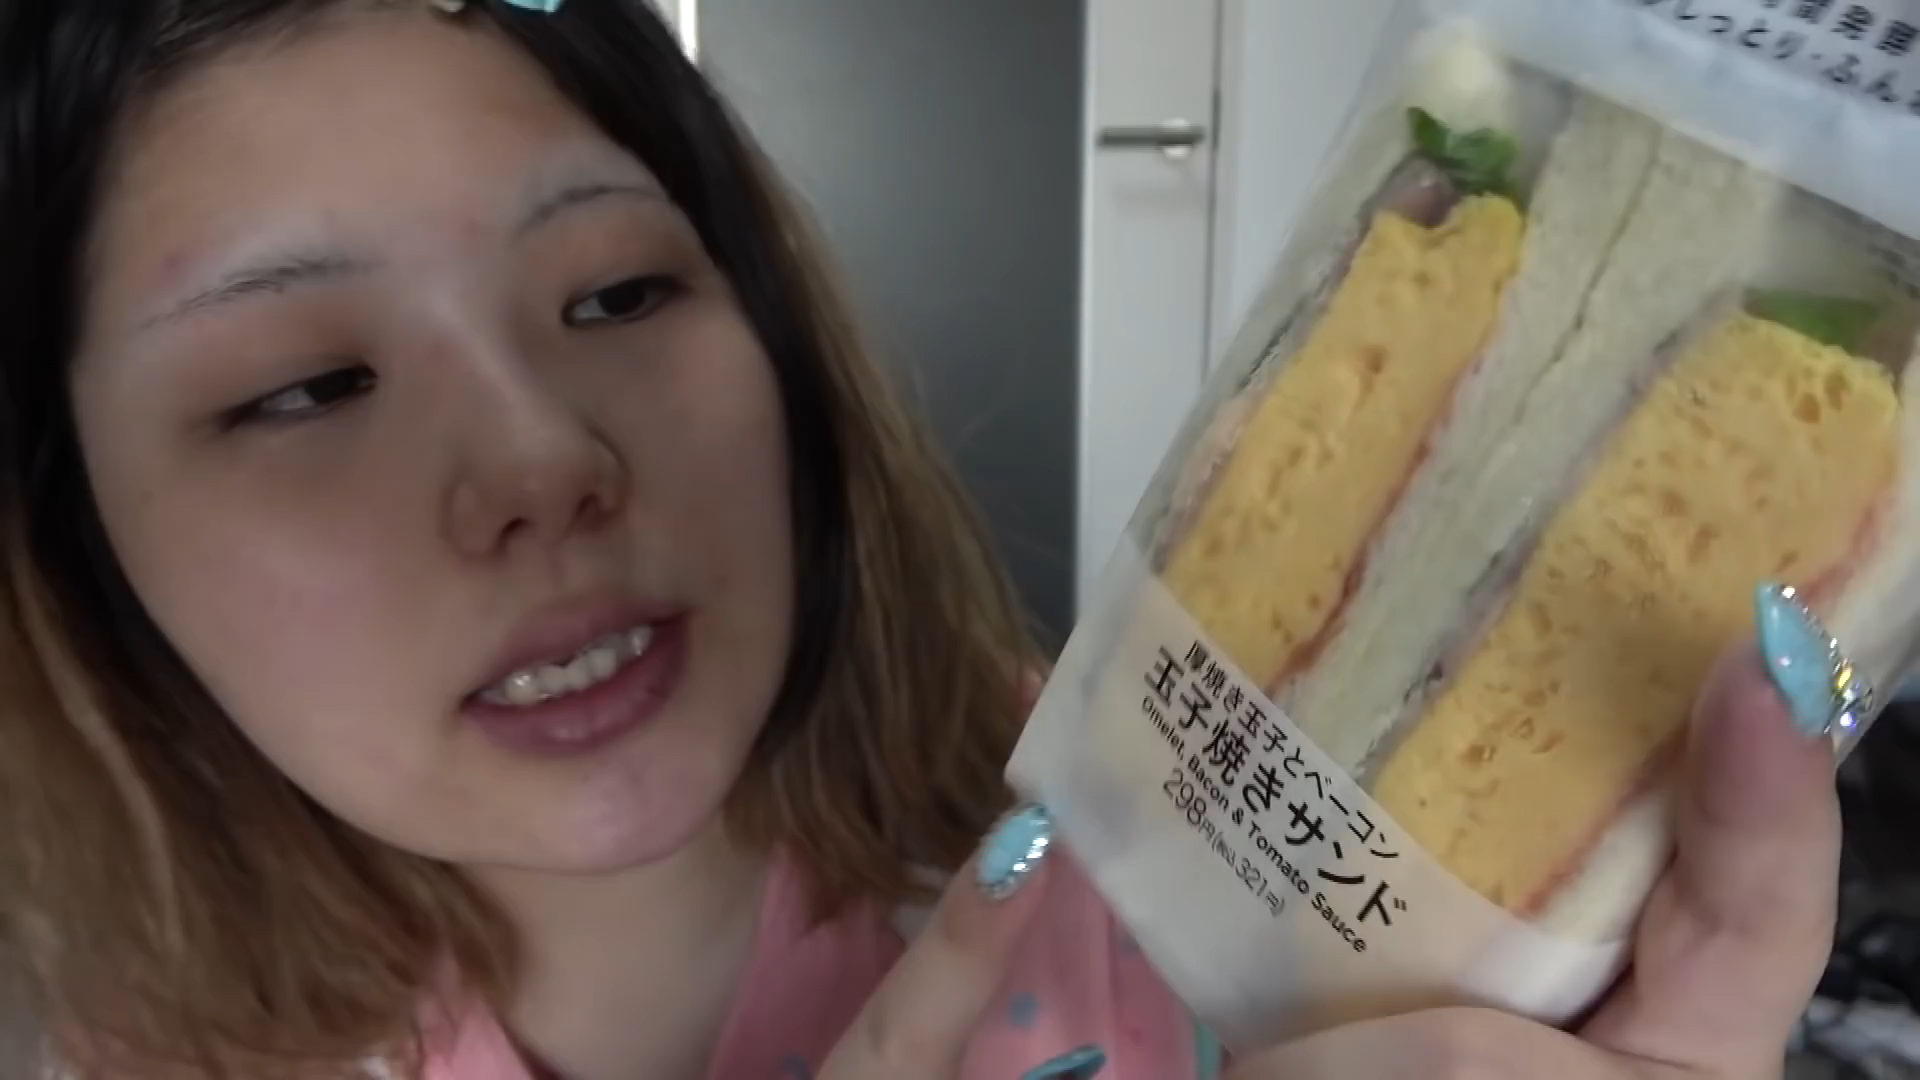 しっとり・ふん
厚焼き玉子とベーコン
玉子焼きサンド
Omelet, Bacon & Tomato Sauce
298円(税込321円)